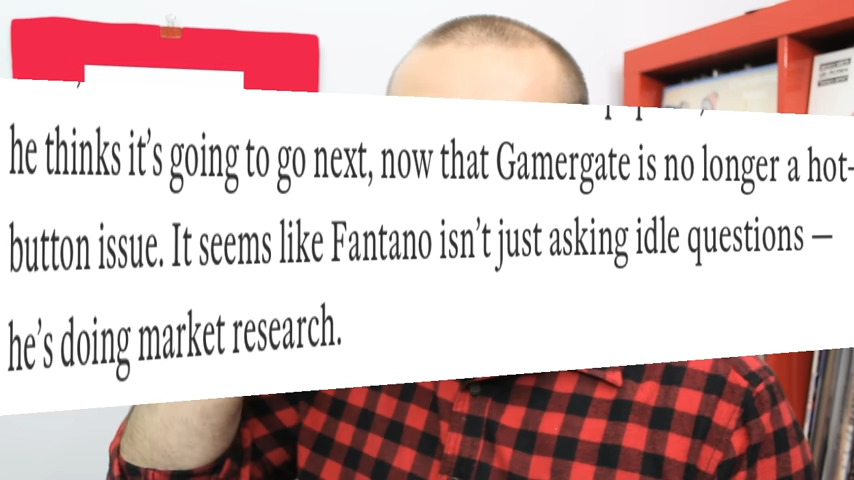 he thinks it's going to go next, now that Gamergate is no longer a hot-
button issue. It seems like Fantano isn't just asking idle questions —
he's doing market research.